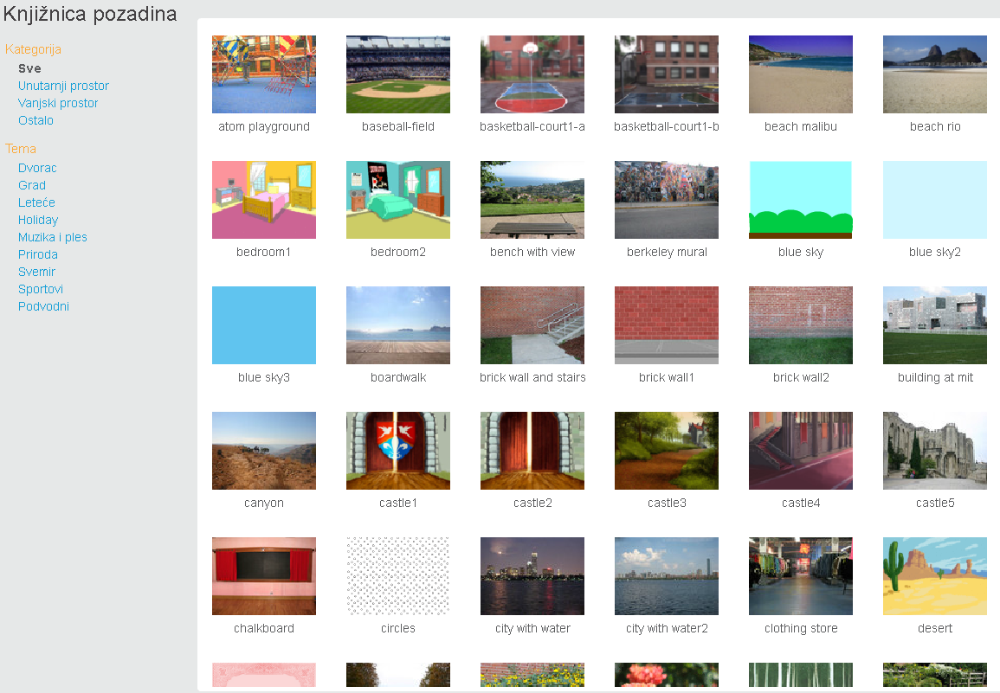 Knjižnica pozadina
Kategorija
Sve
Unutarnji prostor
Vanjski prostor
Ostalo
Tema
Dvorac
Grad
Leteće
Holiday
Muzika i ples
Priroda
Svemir
Sportovi
Podvodni
atom playground
baseball-field
basketball-court1-a
basketball-court1-b
beach malibu
beach rio
bedroom1
bedroom2
bench with view
berkeley mural
blue sky
blue sky2
blue sky3
boardwalk
brick wall and stairs
brick wall1
brick wall2
building at mit
canyon
castle1
castle2
castle3
castle4
castle5
chalkboard
circles
city with water
city with water2
clothing store
desert